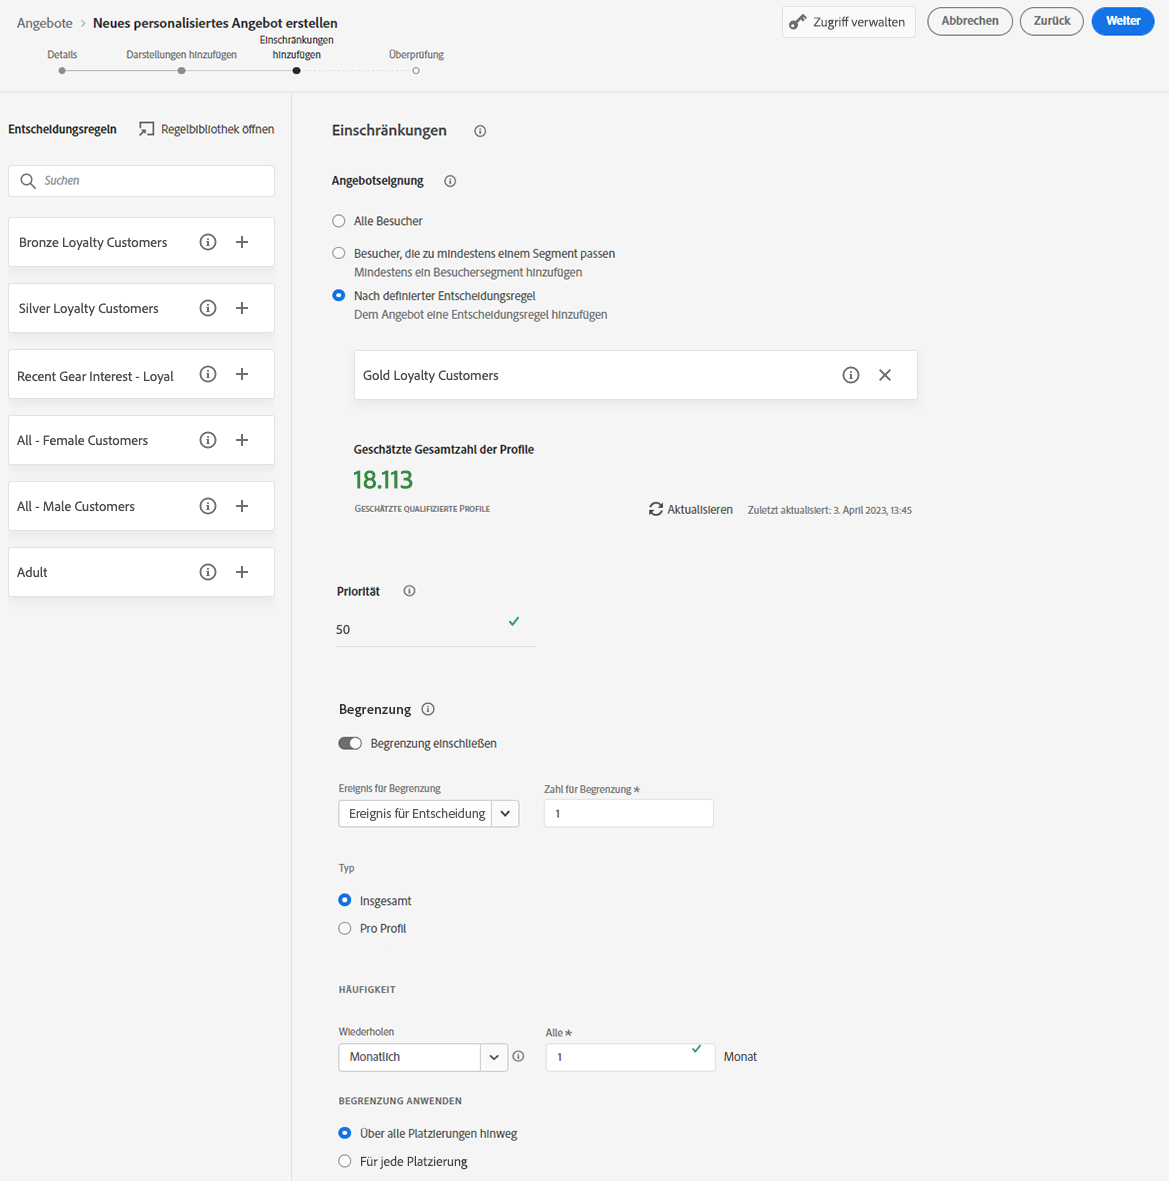 Angebote > Neues personalisiertes Angebot erstellen
Zugriff verwalten
Abbrechen
Zurück
Weiter
Details
Darstellungen hinzufügen
Einschränkungen
hinzufügen
Überprüfung
Entscheidungsregeln
Regelbibliothek öffnen
Suchen
Bronze Loyalty Customers
Silver Loyalty Customers
Recent Gear Interest - Loyal
All - Female Customers
All - Male Customers
Adult
Einschränkungen
Angebotseignung
Alle Besucher
Besucher, die zu mindestens einem Segment passen
Mindestens ein Besuchersegment hinzufügen
Nach definierter Entscheidungsregel
Dem Angebot eine Entscheidungsregel hinzufügen
Gold Loyalty Customers
Geschätzte Gesamtzahl der Profile
18.113
GESCHÄTZTE QUALIFIZIERTE PROFILE
Aktualisieren
Zuletzt aktualisiert: 3. April 2023, 13:45
Priorität
50
Begrenzung
Begrenzung einschließen
Ereignis für Begrenzung
Zahl für Begrenzung *
Ereignis für Entscheidung
1
Typ
Insgesamt
Pro Profil
HÄUFIGKEIT
Wiederholen
Alle *
Monatlich
1
Monat
BEGRENZUNG ANWENDEN
Über alle Platzierungen hinweg
Für jede Platzierung